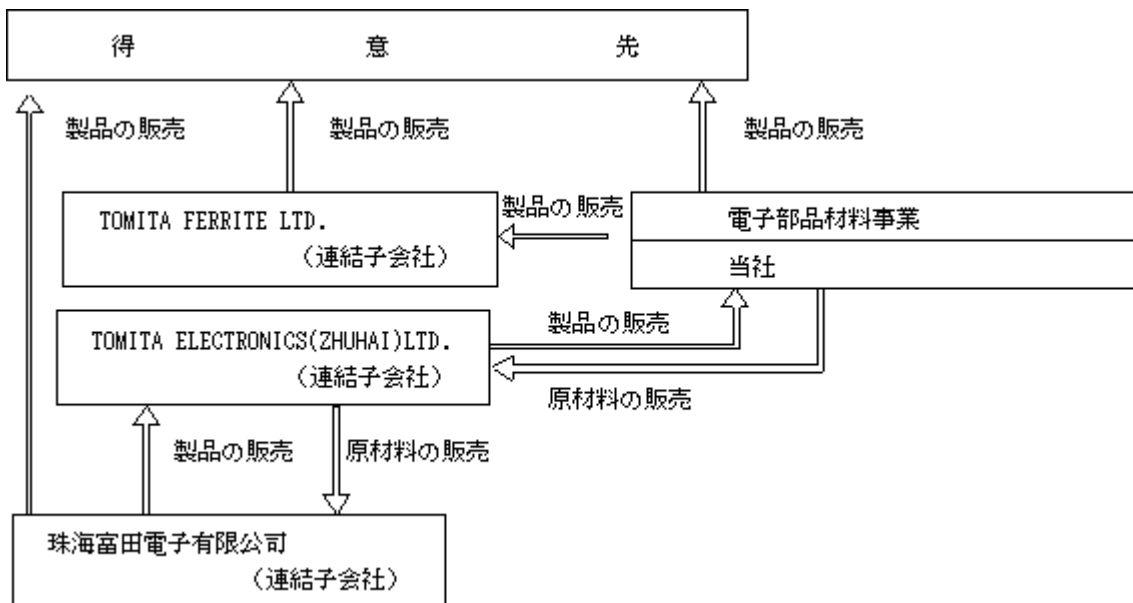 得意先
製品の販売
製品の販売
製品の販売
TOMITA FERRITE LTD.
（連結子会社）
製品の販売
電子部品材料事業
当社
TOMITA ELECTRONICS(ZHUHAI)LTD.
（連結子会社）
製品の販売
原材料の販売
製品の販売
原材料の販売
珠海富田電子有限公司
（連結子会社）